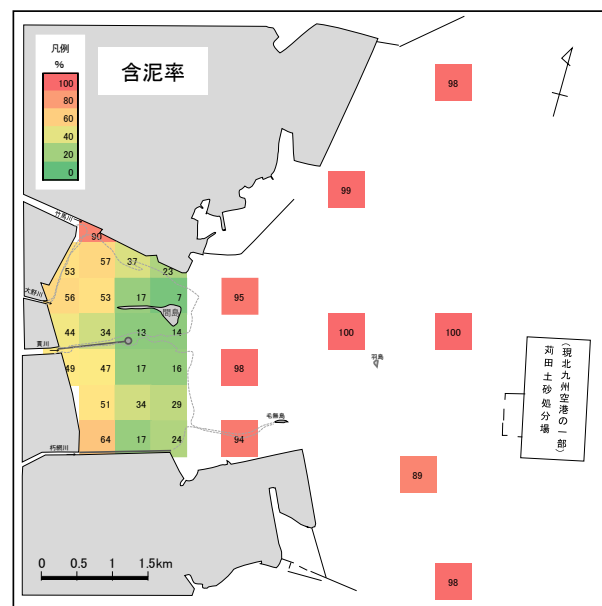 凡例
%
100
80
60
40
20
0
含泥率
98
99
竹馬川
90
57 37
53 23
大野川
56 53 17 7
95
間島
44 34 13 14
100 100
貫川
49 47 17 16
98
羽島
51 34 29
毛無島
朽網川
64 17 24
94
89
98
苅田土砂処分場
(現北九州空港の一部)
0 0.5 1 1.5km